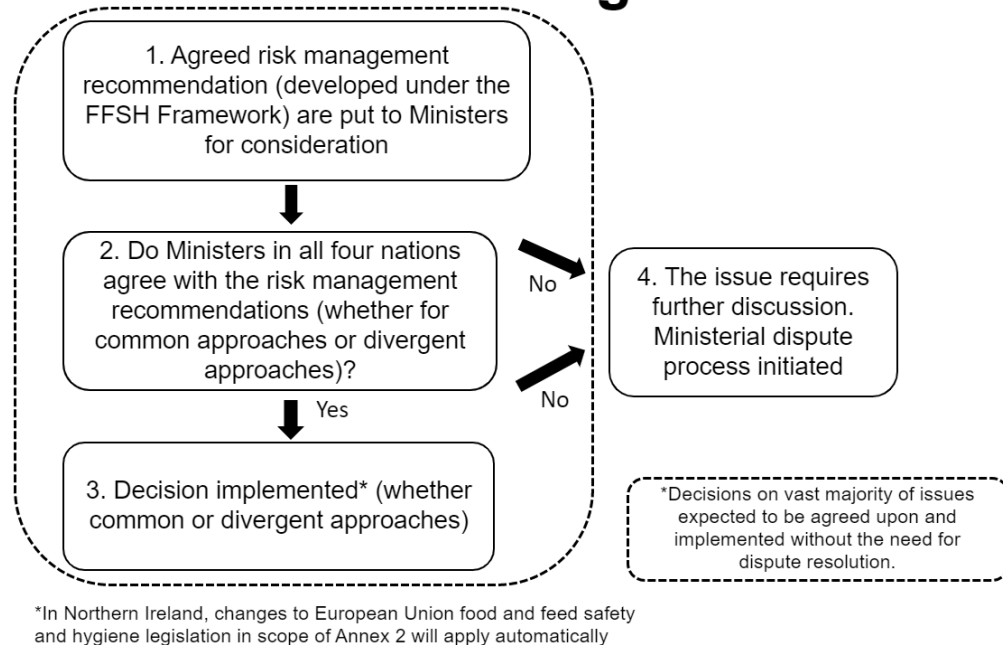 1. Agreed risk management
recommendation (developed under the
FFSH Framework) are put to Ministers
for consideration
2. Do Ministers in all four nations
agree with the risk management
recommendations (whether for
common approaches or divergent
approaches)?
No
No
4. The issue requires
further discussion.
Ministerial dispute
process initiated
Yes
3. Decision implemented* (whether
common or divergent approaches)
*Decisions on vast majority of issues
expected to be agreed upon and
implemented without the need for
dispute resolution.
*In Northern Ireland, changes to European Union food and feed safety
and hygiene legislation in scope of Annex 2 will apply automatically